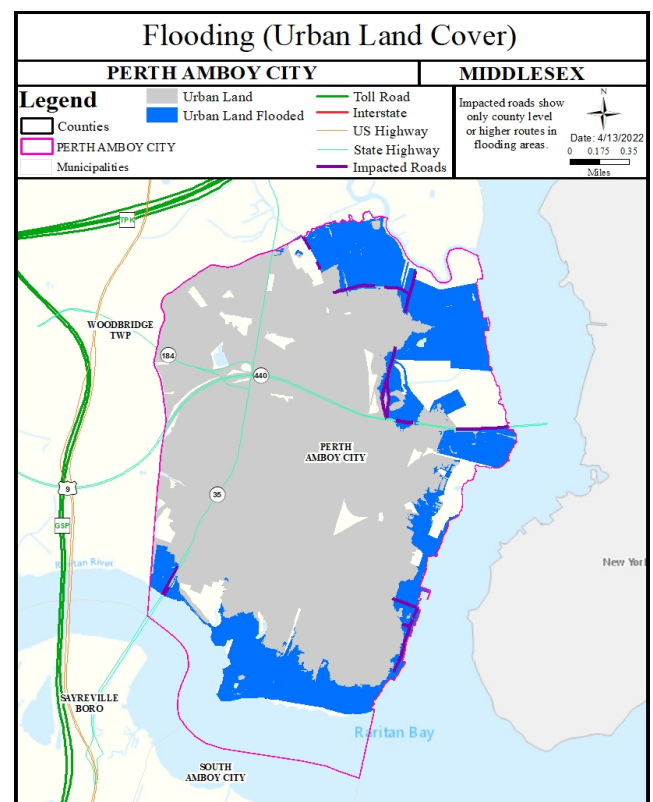 Flooding (Urban Land Cover)
PERTH AMBOY CITY
MIDDLESEX
Legend
Counties
PERTH AMBOY CITY
Municipalities
Urban Land
Urban Land Flooded
Toll Road
Interstate
US Highway
State Highway
Impacted Roads
Impacted roads show
only county level
or higher routes in
flooding areas.
N
Date: 4/13/2022
0 0.175 0.35
Miles
TPK
WOODBRIDGE
TWP
184
440
PERTH
AMBOY CITY
9
35
GSP
Raritan River
New York
SAYREVILLE
BORO
Raritan Bay
SOUTH
AMBOY CITY